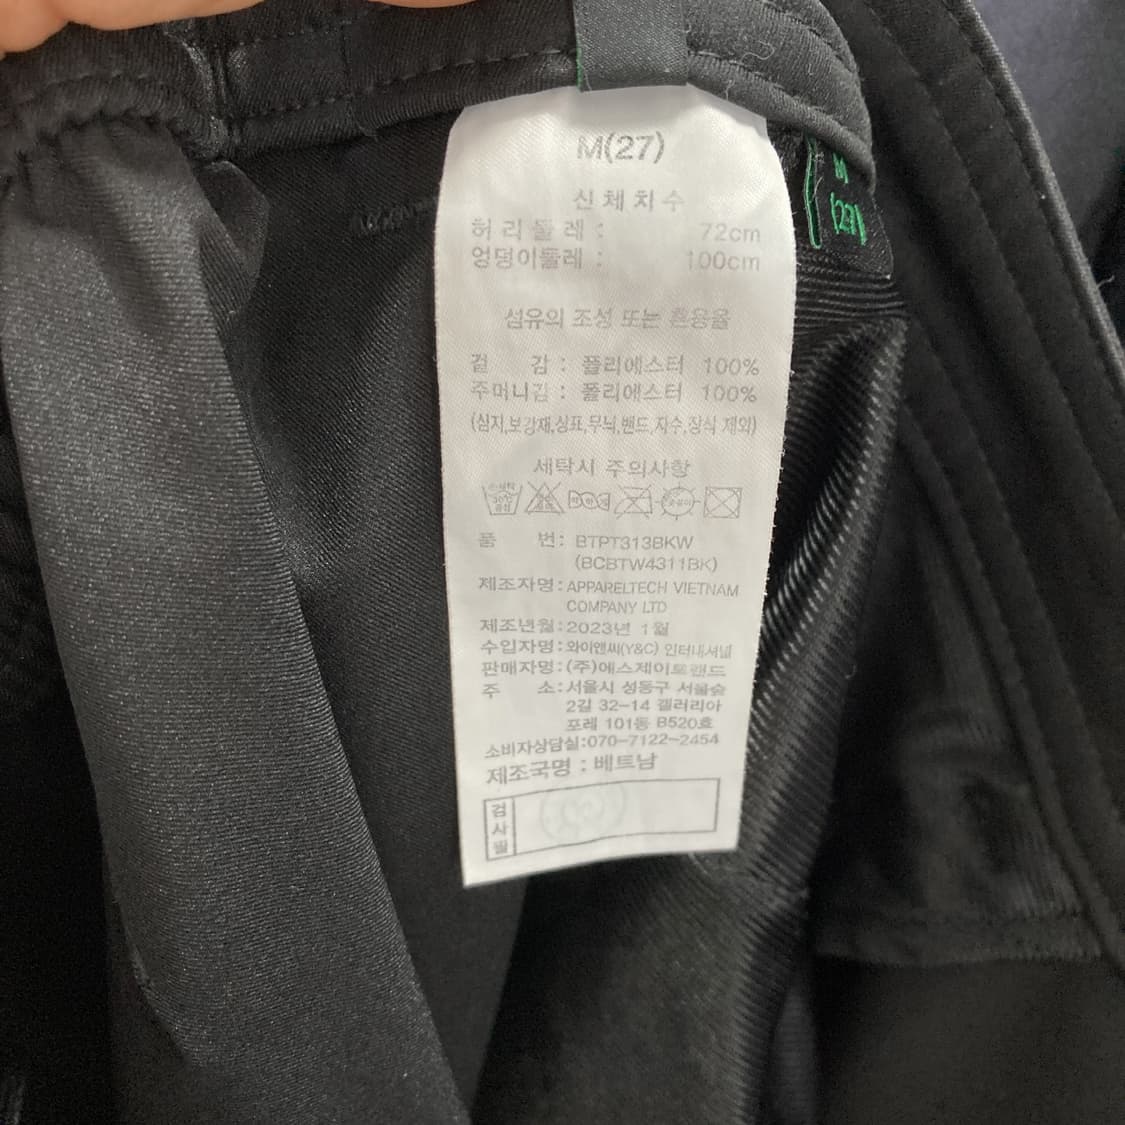 M(27)
신체치수
허리둘레 : 72cm
엉덩이둘레 : 100cm
섬유의 조성 또는 혼용율
겉 감 : 폴리에스터 100%
주머니감 : 폴리에스터 100%
(심지,보강재,상표,무늬,밴드,자수,장식 제외)
세탁시 주의사항
품 번: BTPT313BKW
(BCBTW4311BK)
제조자명: APPARELTECH VIETNAM
COMPANY LTD
제조년월: 2023년 1월
수입자명: 와이앤씨(Y&C) 인터내셔널
판매자명: (주)에스제이트랜드
주 소: 서울시 성동구 서울숲
2길 32-14 갤러리아
포레 101동 B520호
소비자상담실:070-7122-2454
제조국명 : 베트남
검사필
M
(27)